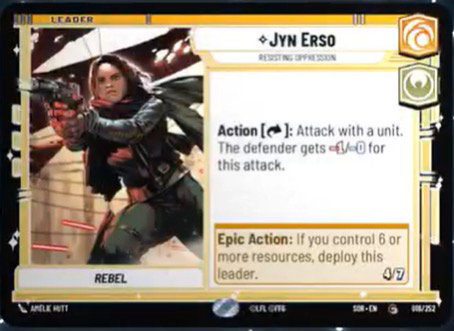 LEADER
Jyn Erso
RESISTING OPPRESSION
Action [ ]: Attack with a unit.
The defender gets -1/-0 for
this attack.
Epic Action: If you control 6 or
more resources, deploy this
leader.
4/7
REBEL
AMÉLIE HUTT
©LFL ©FFG
SOR • EN
018/252